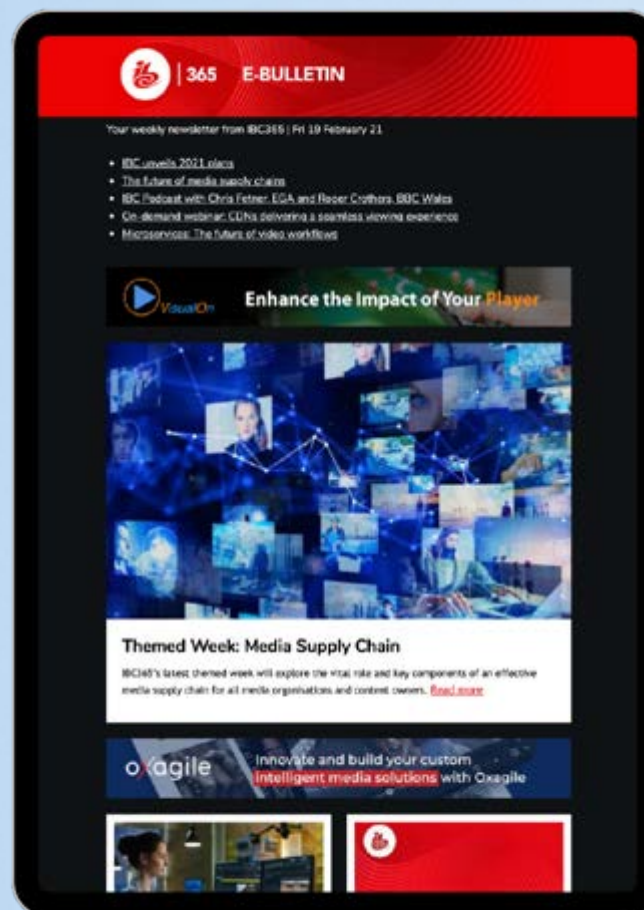 ibc | 365 E-BULLETIN
Your weekly newsletter from IBC365 | Fri 19 February 21
• IBC unveils 2021 plans
• The future of media supply chains
• IBC Podcast with Chris Fetner, EGA and Roger Crothers, BBC Wales
• On-demand webinar: CDNs delivering a seamless viewing experience
• Microservices: The future of video workflows
VisualOn Enhance the Impact of Your Player
Themed Week: Media Supply Chain
IBC365's latest themed week will explore the vital role and key components of an effective
media supply chain for all media organisations and content owners. Read more
oxagile
Innovate and build your custom
intelligent media solutions with Oxagile